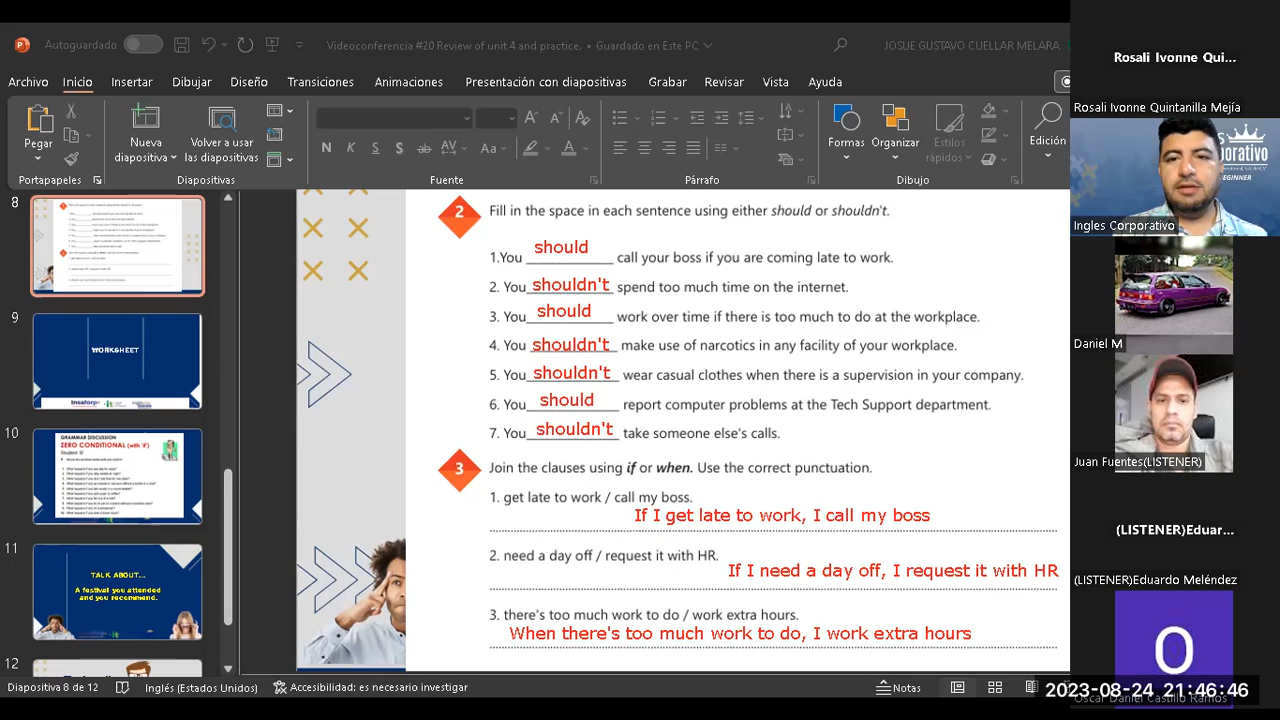 Autoguardado
Videoconferencia #20 Review of unit 4 and practice. • Guardado en Este PC
JOSUE GUSTAVO CUELLAR MELARA
Archivo Inicio Insertar Dibujar Diseño Transiciones Animaciones Presentación con diapositivas Grabar Revisar Vista Ayuda
Pegar
Nueva diapositiva
Volver a usar las diapositivas
Formas
Organizar
Estilos rápidos
Edición
Portapapeles
Diapositivas
Fuente
Párrafo
Dibujo
8
9
WORKSHEET
Insaforp
10
GRAMMAR DISCUSSION
ZERO CONDITIONAL (with 'if')
11
TALK ABOUT...
A festival you attended
and you recommend.
12
2 Fill in the space in each sentence using either should or shouldn't.
1.You should call your boss if you are coming late to work.
2. You shouldn't spend too much time on the internet.
3. You should work over time if there is too much to do at the workplace.
4. You shouldn't make use of narcotics in any facility of your workplace.
5. You shouldn't wear casual clothes when there is a supervision in your company.
6. You should report computer problems at the Tech Support department.
7. You shouldn't take someone else's calls.
3 Join the clauses using if or when. Use the correct punctuation.
1. get late to work / call my boss.
If I get late to work, I call my boss
2. need a day off / request it with HR.
If I need a day off, I request it with HR
3. there's too much work to do / work extra hours.
When there's too much work to do, I work extra hours
Diapositiva 8 de 12
Inglés (Estados Unidos)
Accesibilidad: es necesario investigar
Notas
Rosali Ivonne Qui...
Rosali Ivonne Quintanilla Mejía
Ingles Corporativo
Daniel M
Juan Fuentes(LISTENER)
(LISTENER)Eduar...
(LISTENER)Eduardo Meléndez
O
Oscar Daniel Castillo Ramos
2023-08-24 21:46:46